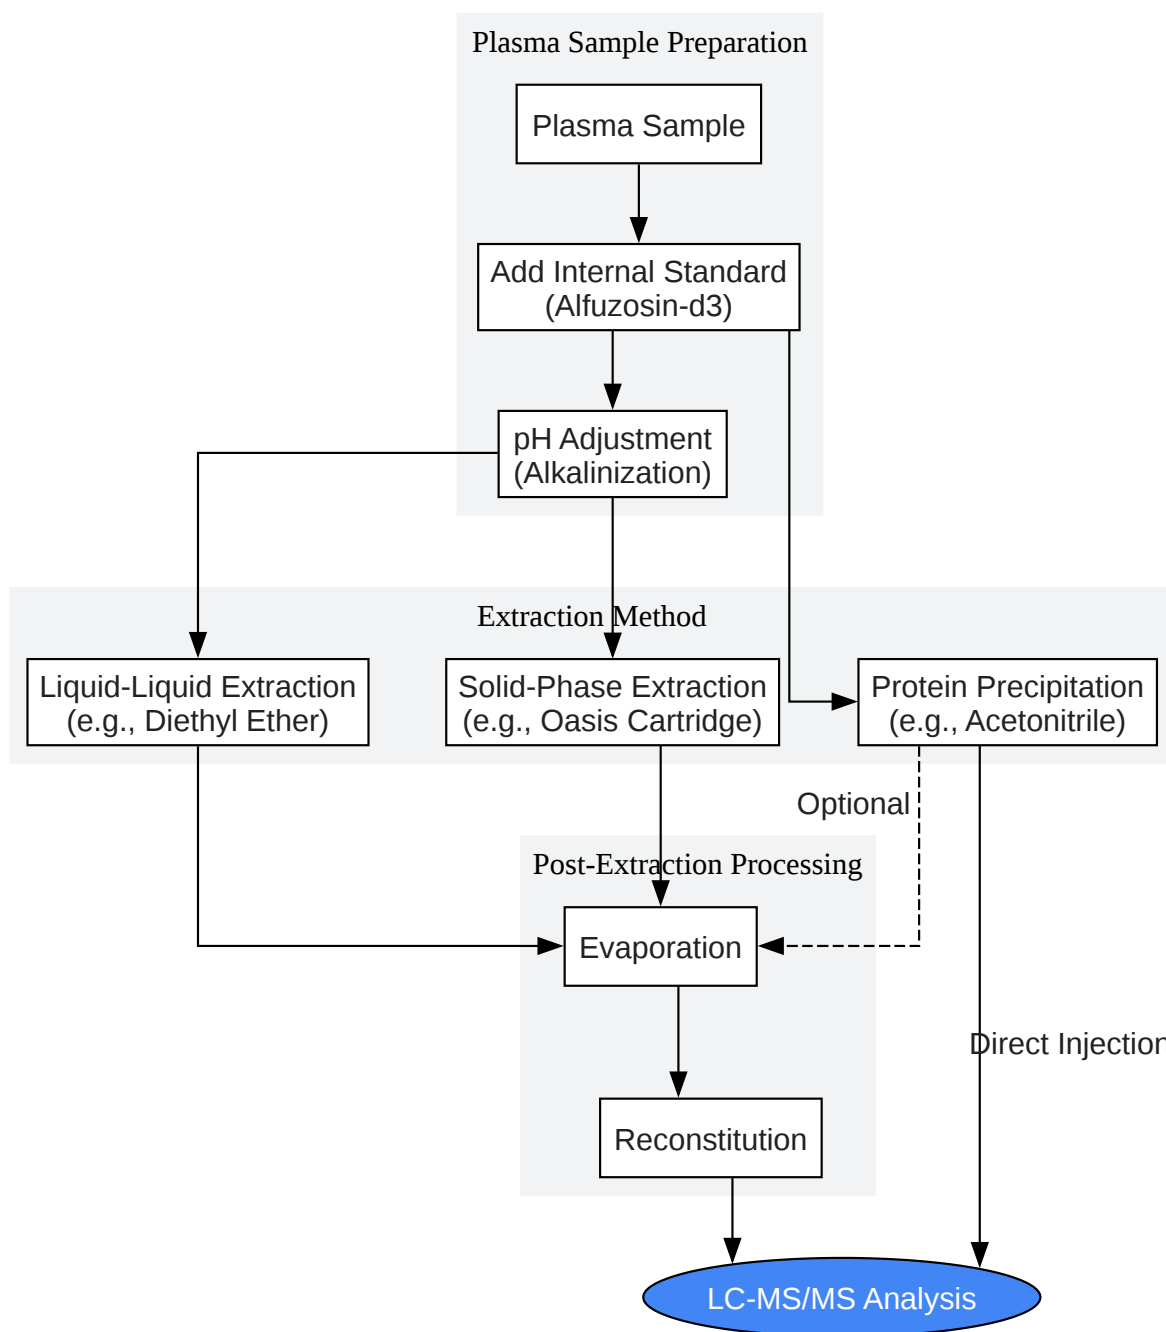 Plasma Sample Preparation
Plasma Sample
Add Internal Standard
(Alfuzosin-d3)
pH Adjustment
(Alkalinization)
Extraction Method
Liquid-Liquid Extraction
(e.g., Diethyl Ether)
Solid-Phase Extraction
(e.g., Oasis Cartridge)
Protein Precipitation
(e.g., Acetonitrile)
Optional
Post-Extraction Processing
Evaporation
Direct Injection
Reconstitution
LC-MS/MS Analysis